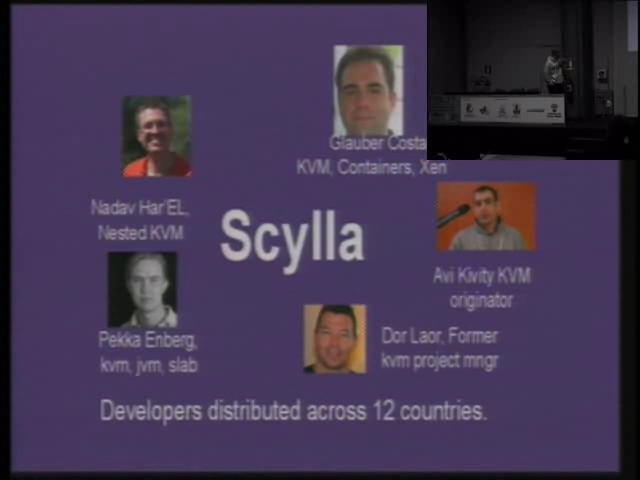 Glauber Costa
KVM, Containers, Xen
Nadav Har'EL,
Nested KVM
Scylla
Avi Kivity KVM
originator
Pekka Enberg,
kvm, jvm, slab
Dor Laor, Former
kvm project mngr
Developers distributed across 12 countries.